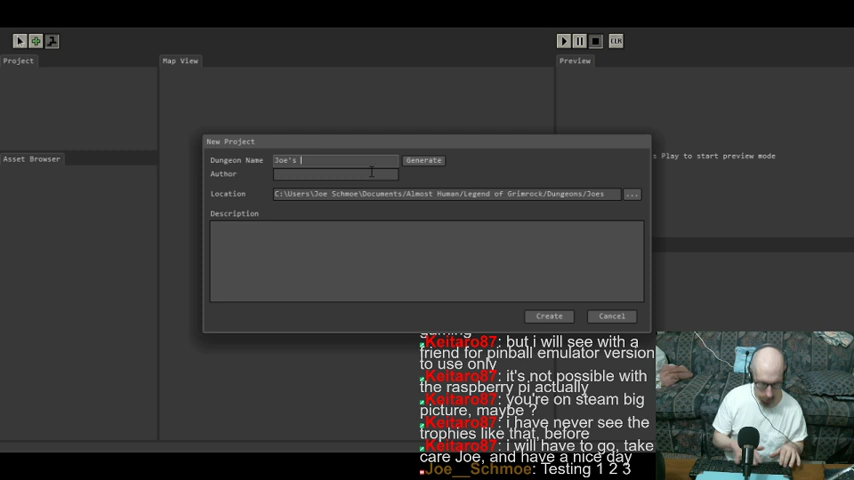 CLR
Project
Map View
Preview
New Project
Dungeon Name
Joe's
Generate
s Play to start preview mode
Asset Browser
Author
Location
C:\Users\Joe Schmoe\Documents/Almost Human/Legend of Grimrock/Dungeons/Joes
...
Description
Create
Cancel
gaming
Keitaro87: but i will see with a
friend for pinball emulator version
to use only
Keitaro87: it's not possible with
the raspberry pi actually
Keitaro87: you're on steam big
picture, maybe ?
Keitaro87: i have never see the
trophies like that, before
Keitaro87: i will have to go, take
care Joe, and have a nice day
Joe__Schmoe: Testing 1 2 3